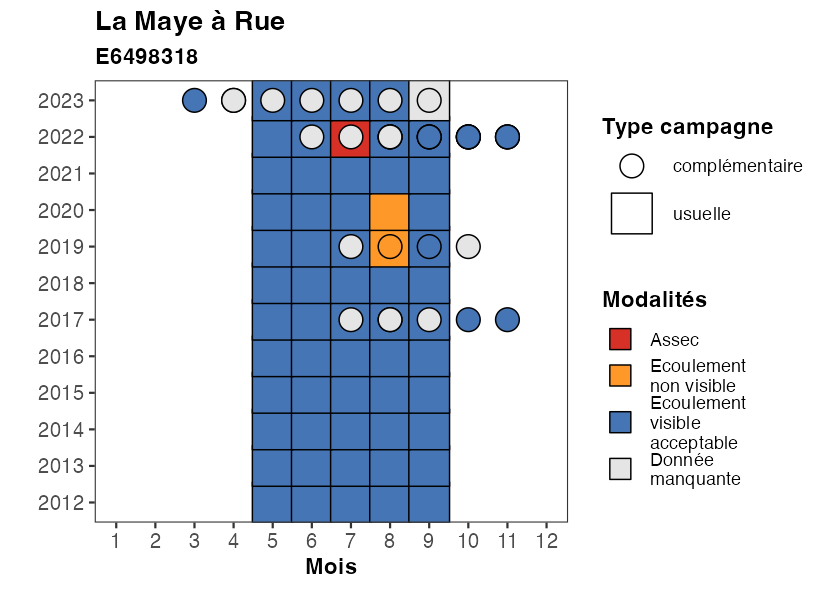 La Maye à Rue
E6498318
2023
2022
2021
2020
2019
2018
2017
2016
2015
2014
2013
2012
1 2 3 4 5 6 7 8 9 10 11 12
Mois
Type campagne
complémentaire
usuelle
Modalités
Assec
Ecoulement
non visible
Ecoulement
visible
acceptable
Donnée
manquante